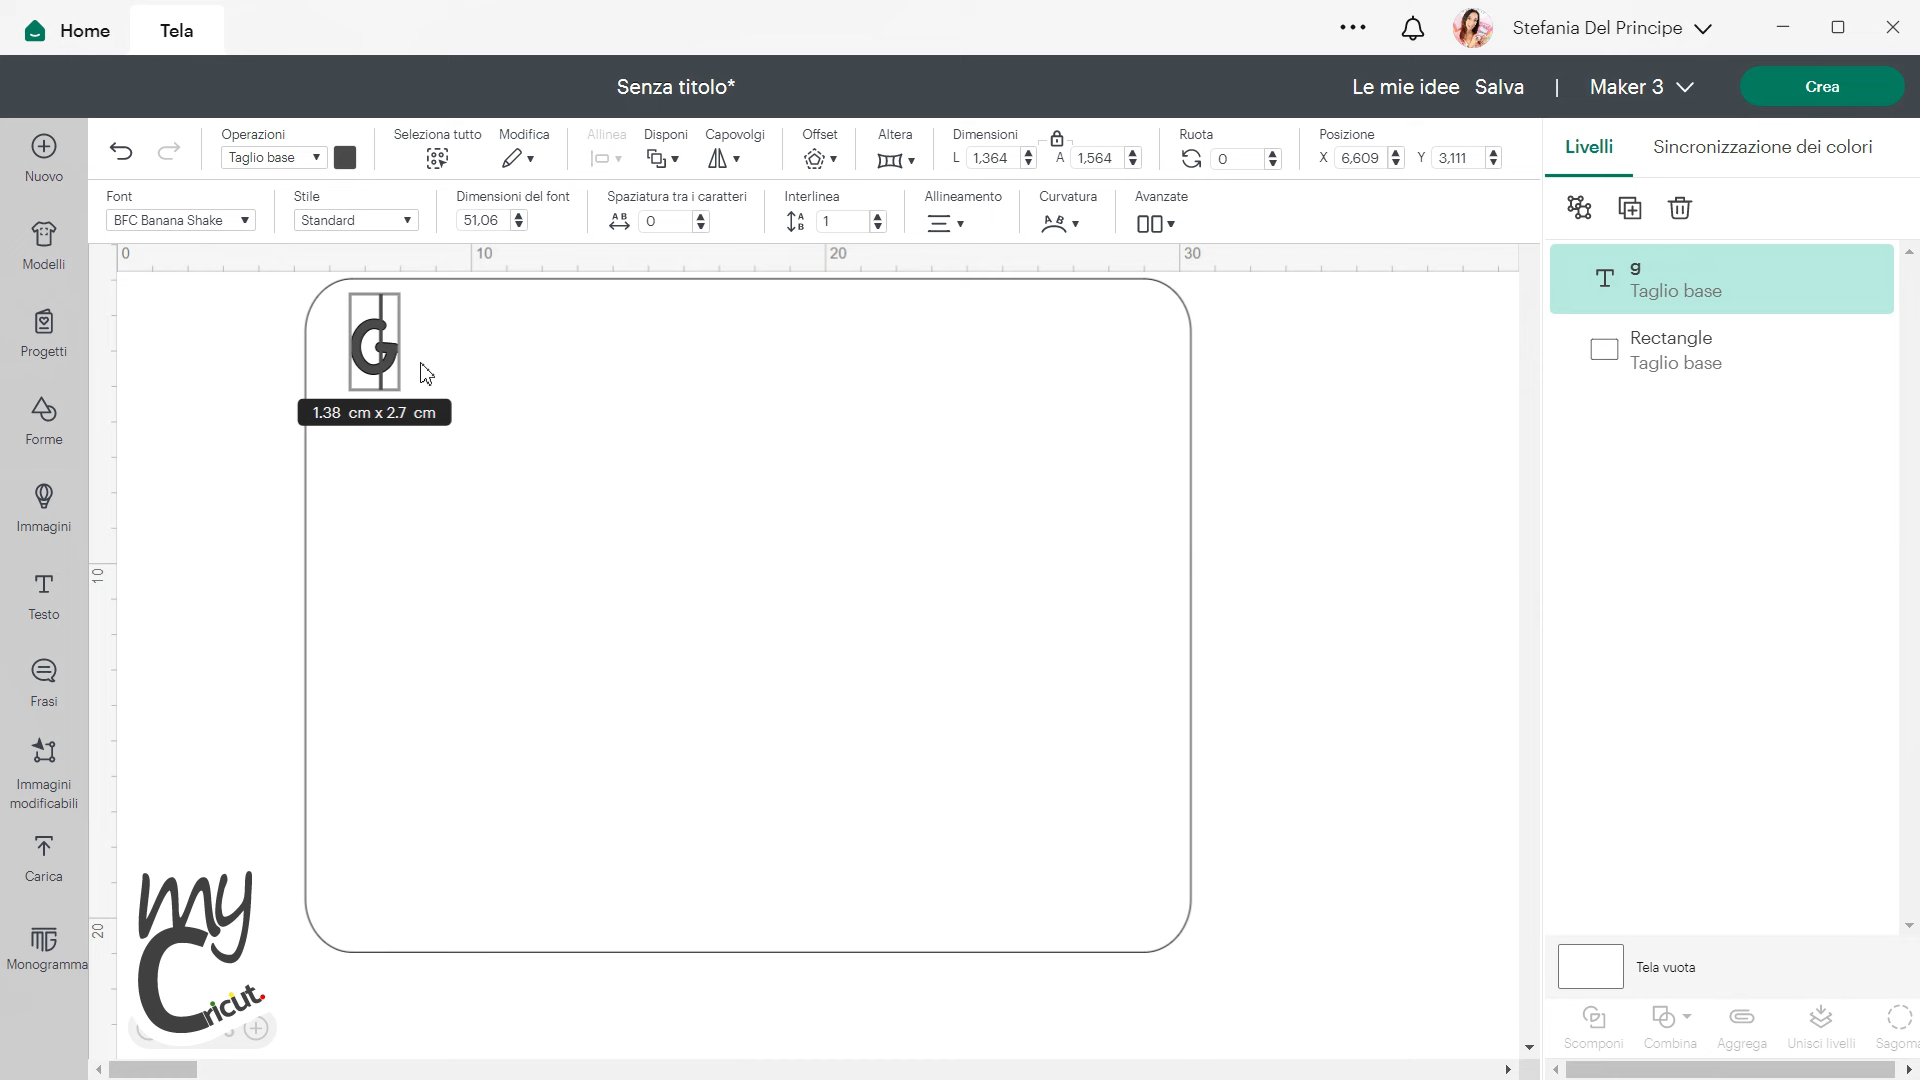 Home
Tela
Stefania Del Principe
Senza titolo*
Le mie idee
Salva
|
Maker 3
Crea
Nuovo
Modelli
Progetti
Forme
Immagini
Testo
Frasi
Immagini
modificabili
Carica
Monogramma
Operazioni
Taglio base
Seleziona tutto
Modifica
Allinea
Disponi
Capovolgi
Offset
Altera
Dimensioni
L 1,364
A 1,564
Ruota
0
Posizione
X 6,609
Y 3,111
Font
BFC Banana Shake
Stile
Standard
Dimensioni del font
51,06
Spaziatura tra i caratteri
0
Interlinea
1
Allineamento
Curvatura
Avanzate
0
10
20
30
10
20
G
1.38 cm x 2.7 cm
my
Cricut.
Livelli
Sincronizzazione dei colori
g
Taglio base
Rectangle
Taglio base
Tela vuota
Scomponi
Combina
Aggrega
Unisci livelli
Sagoma